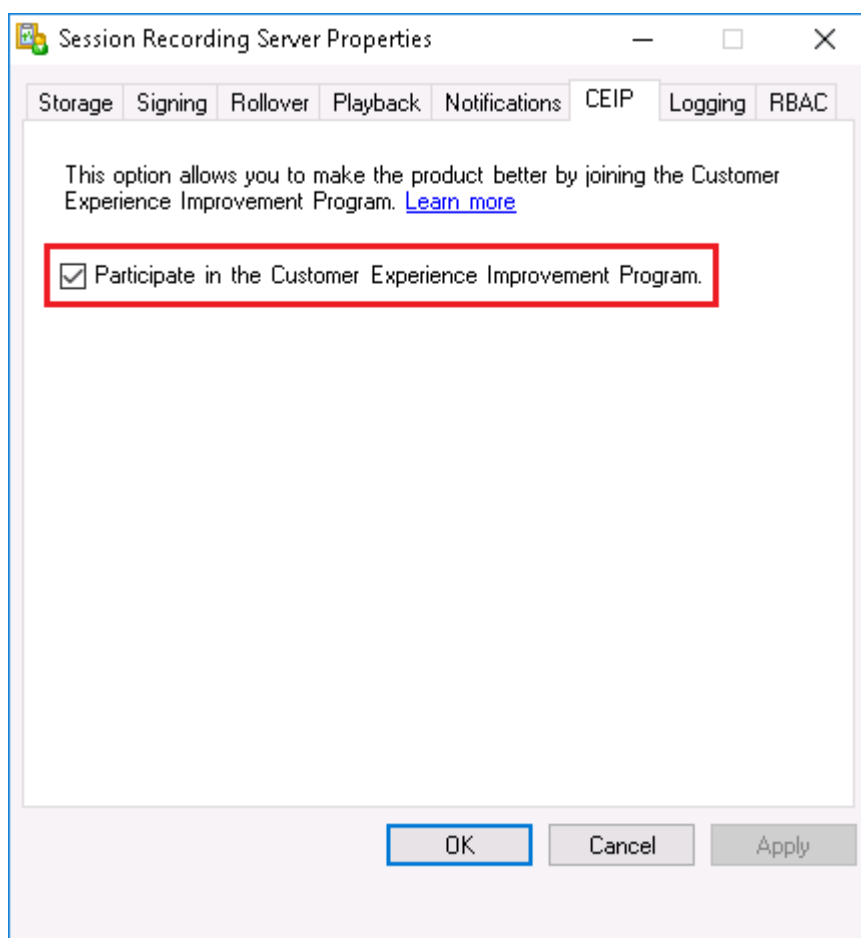 Session Recording Server Properties
Storage Signing Rollover Playback Notifications CEIP Logging RBAC
This option allows you to make the product better by joining the Customer
Experience Improvement Program. Learn more
Participate in the Customer Experience Improvement Program.
OK Cancel Apply